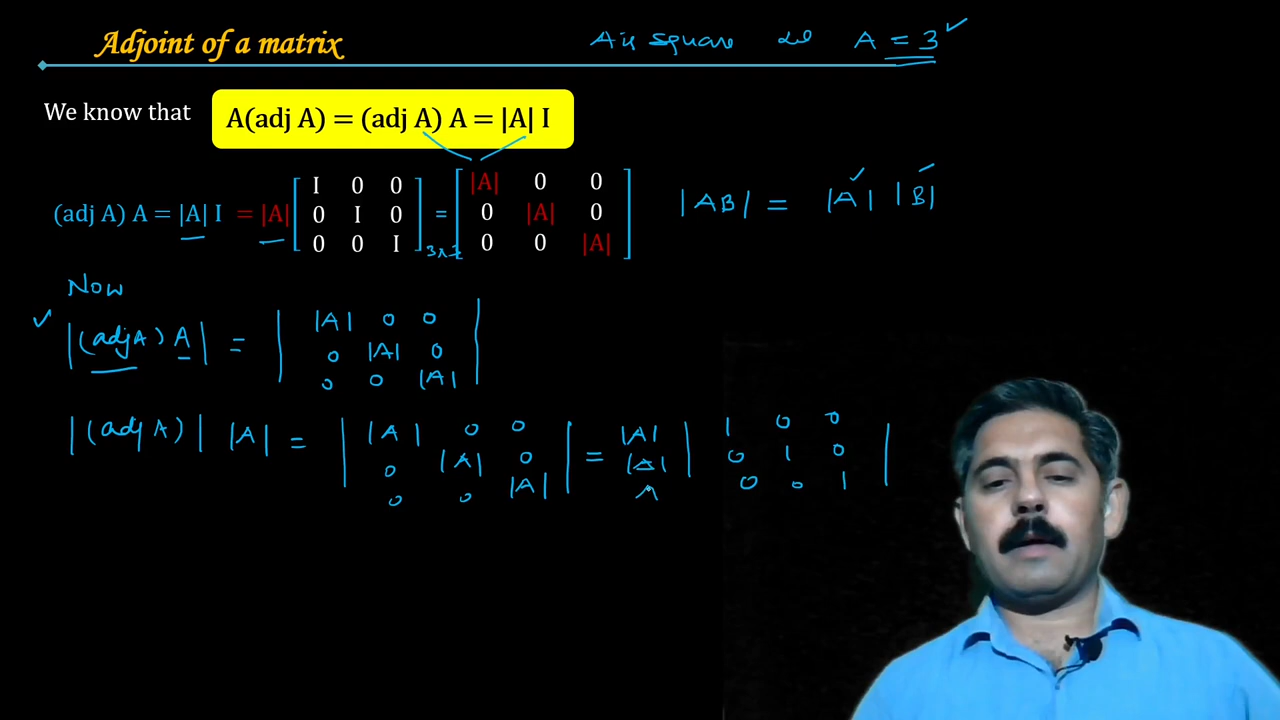 Adjoint of a matrix
A is square A = 3
We know that A(adj A) = (adj A) A = |A| I
(adj A) A = |A| I = |A| [ I 0 0 = [ |A| 0 0
0 I 0 0 |A| 0
0 0 I ] 3x3 0 0 |A| ]
|AB| = |A| |B|
Now
|(adj A) A| = | |A| 0 0
0 |A| 0
0 0 |A| |
|(adj A)| |A| = | |A| 0 0 | = |A| | 1 0 0 |
0 |A| 0 |A| 0 1 0
0 0 |A| Λ 0 0 1